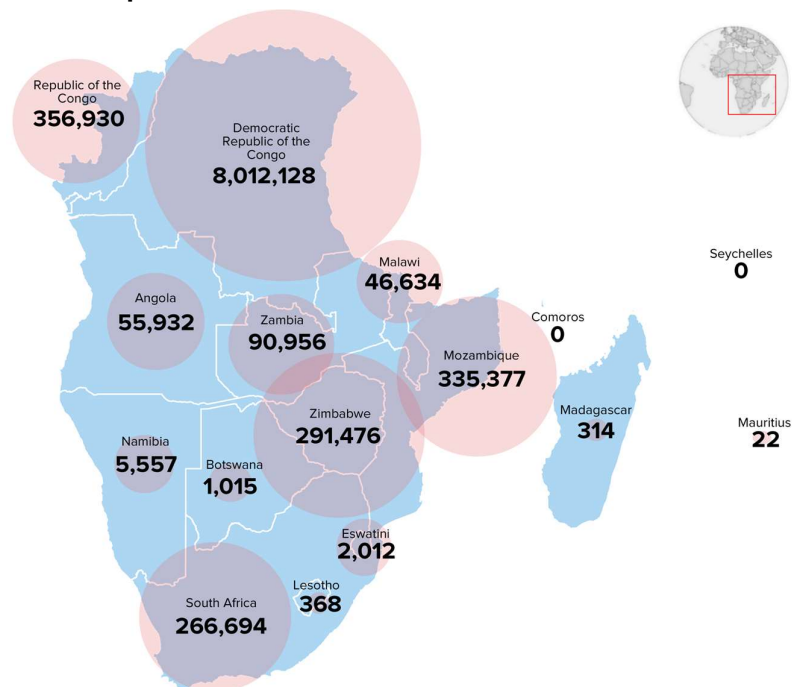 Republic of the
Congo
356,930
Democratic
Republic of the
Congo
8,012,128
Malawi
46,634
Seychelles
0
Angola
55,932
Zambia
90,956
Comoros
0
Mozambique
335,377
Zimbabwe
291,476
Madagascar
314
Mauritius
22
Namibia
5,557
Botswana
1,015
Eswatini
2,012
Lesotho
368
South Africa
266,694